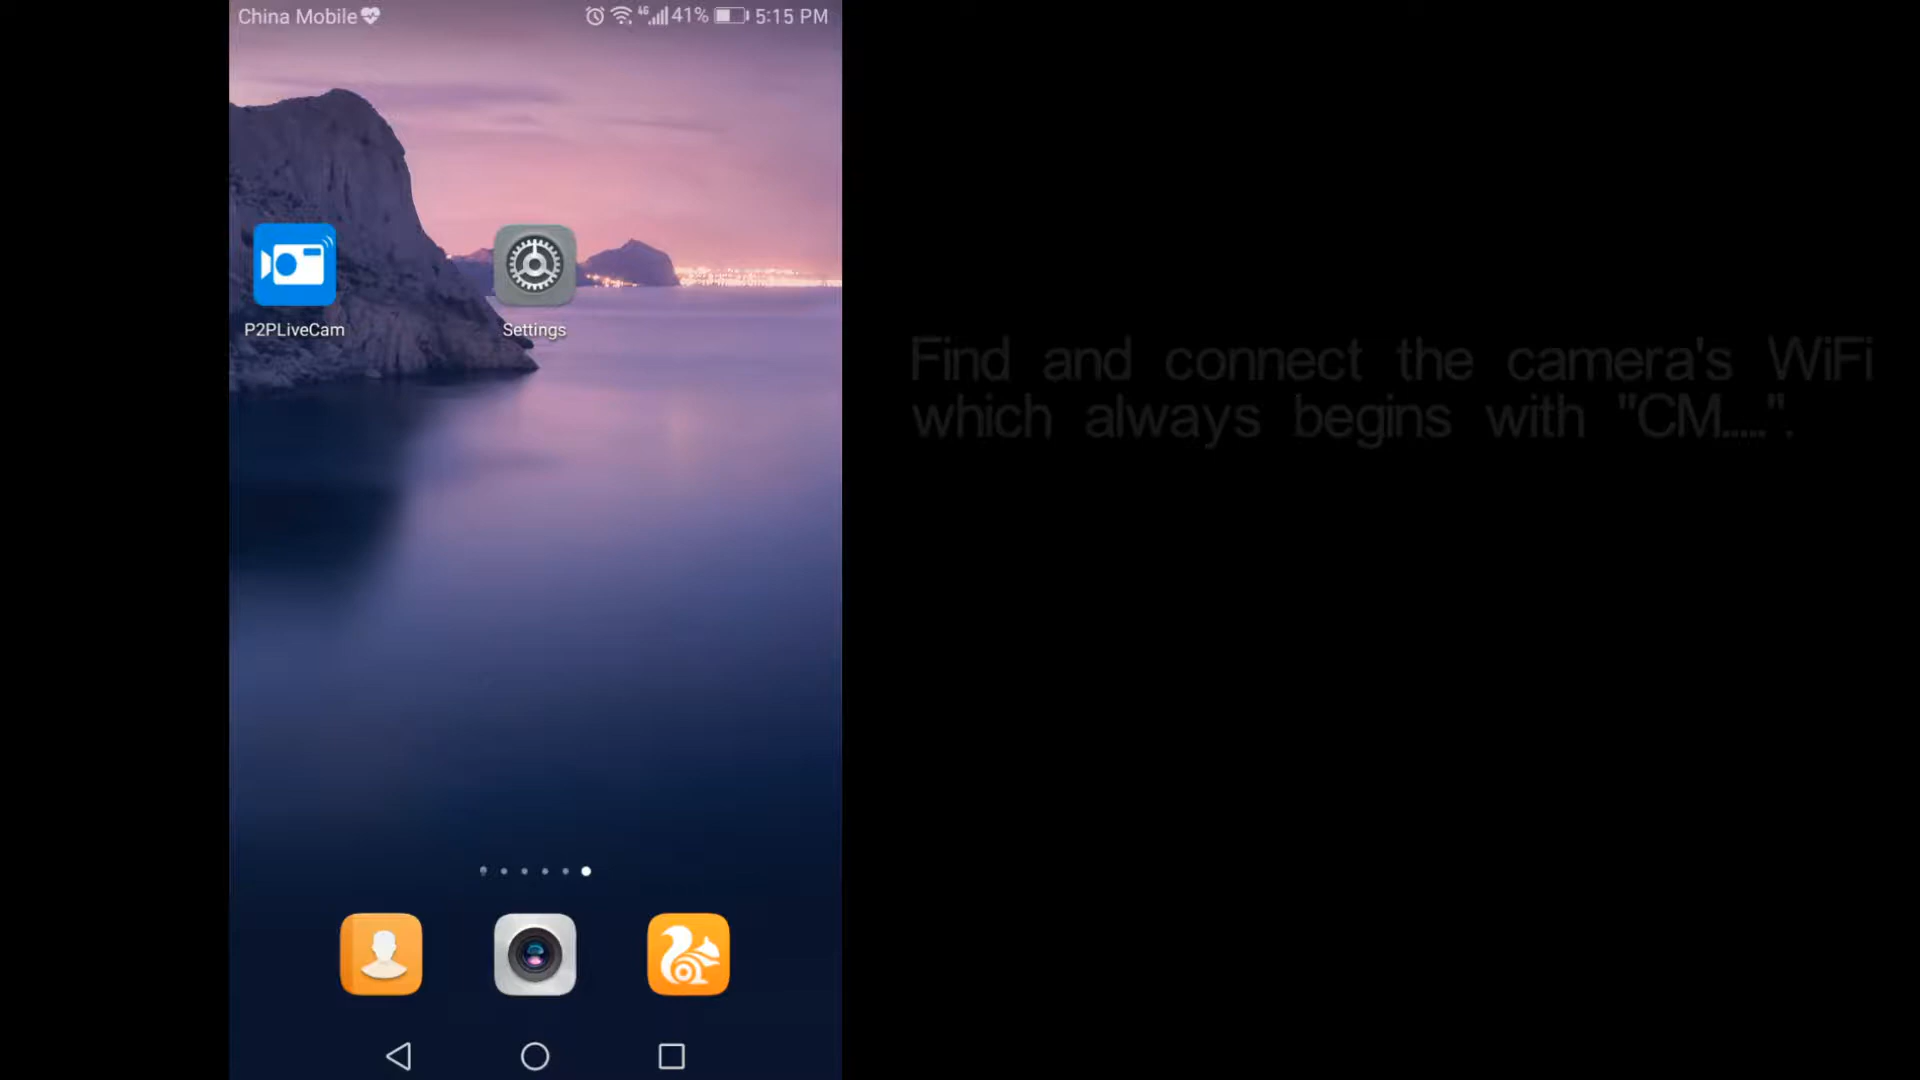 China Mobile
4G 41% 5:15 PM
P2PLiveCam
Settings
Find and connect the camera's WiFi
which always begins with "CM.....".